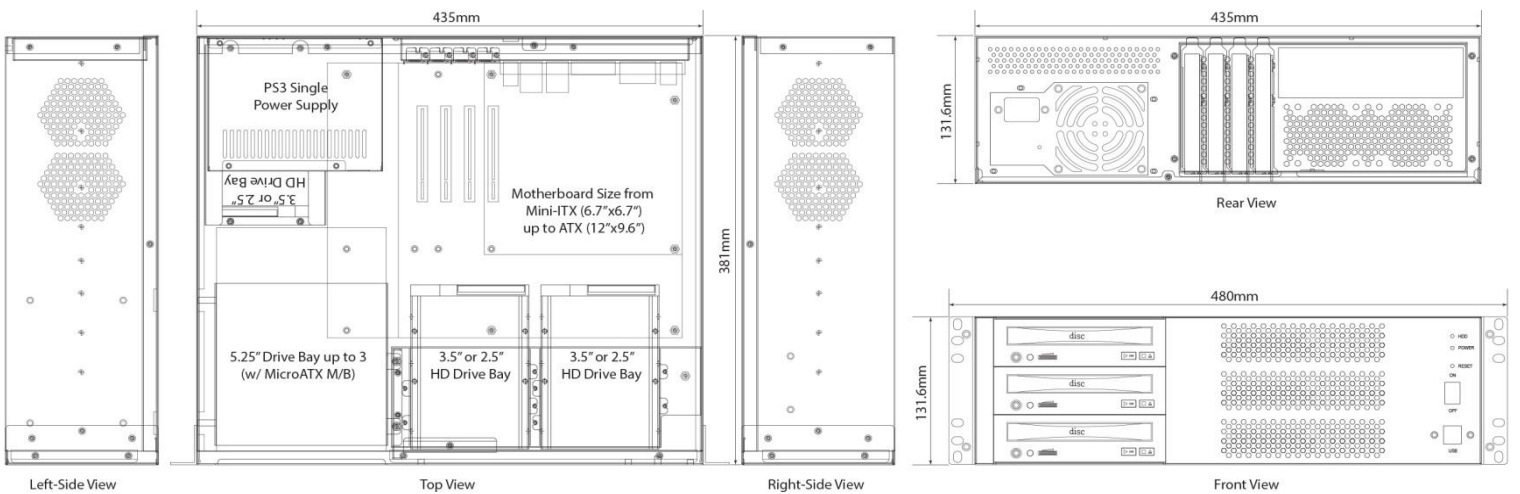 435mm
PS3 Single
Power Supply
3.5" or 2.5"
HD Drive Bay
Motherboard Size from
Mini-ITX (6.7"x6.7")
up to ATX (12"x9.6")
5.25" Drive Bay up to 3
(w/ MicroATX M/B)
3.5" or 2.5"
HD Drive Bay
3.5" or 2.5"
HD Drive Bay
381mm
Left-Side View
Top View
Right-Side View
435mm
131.6mm
Rear View
480mm
131.6mm
disc
disc
disc
HDD
POWER
RESET
ON
OFF
USB
Front View